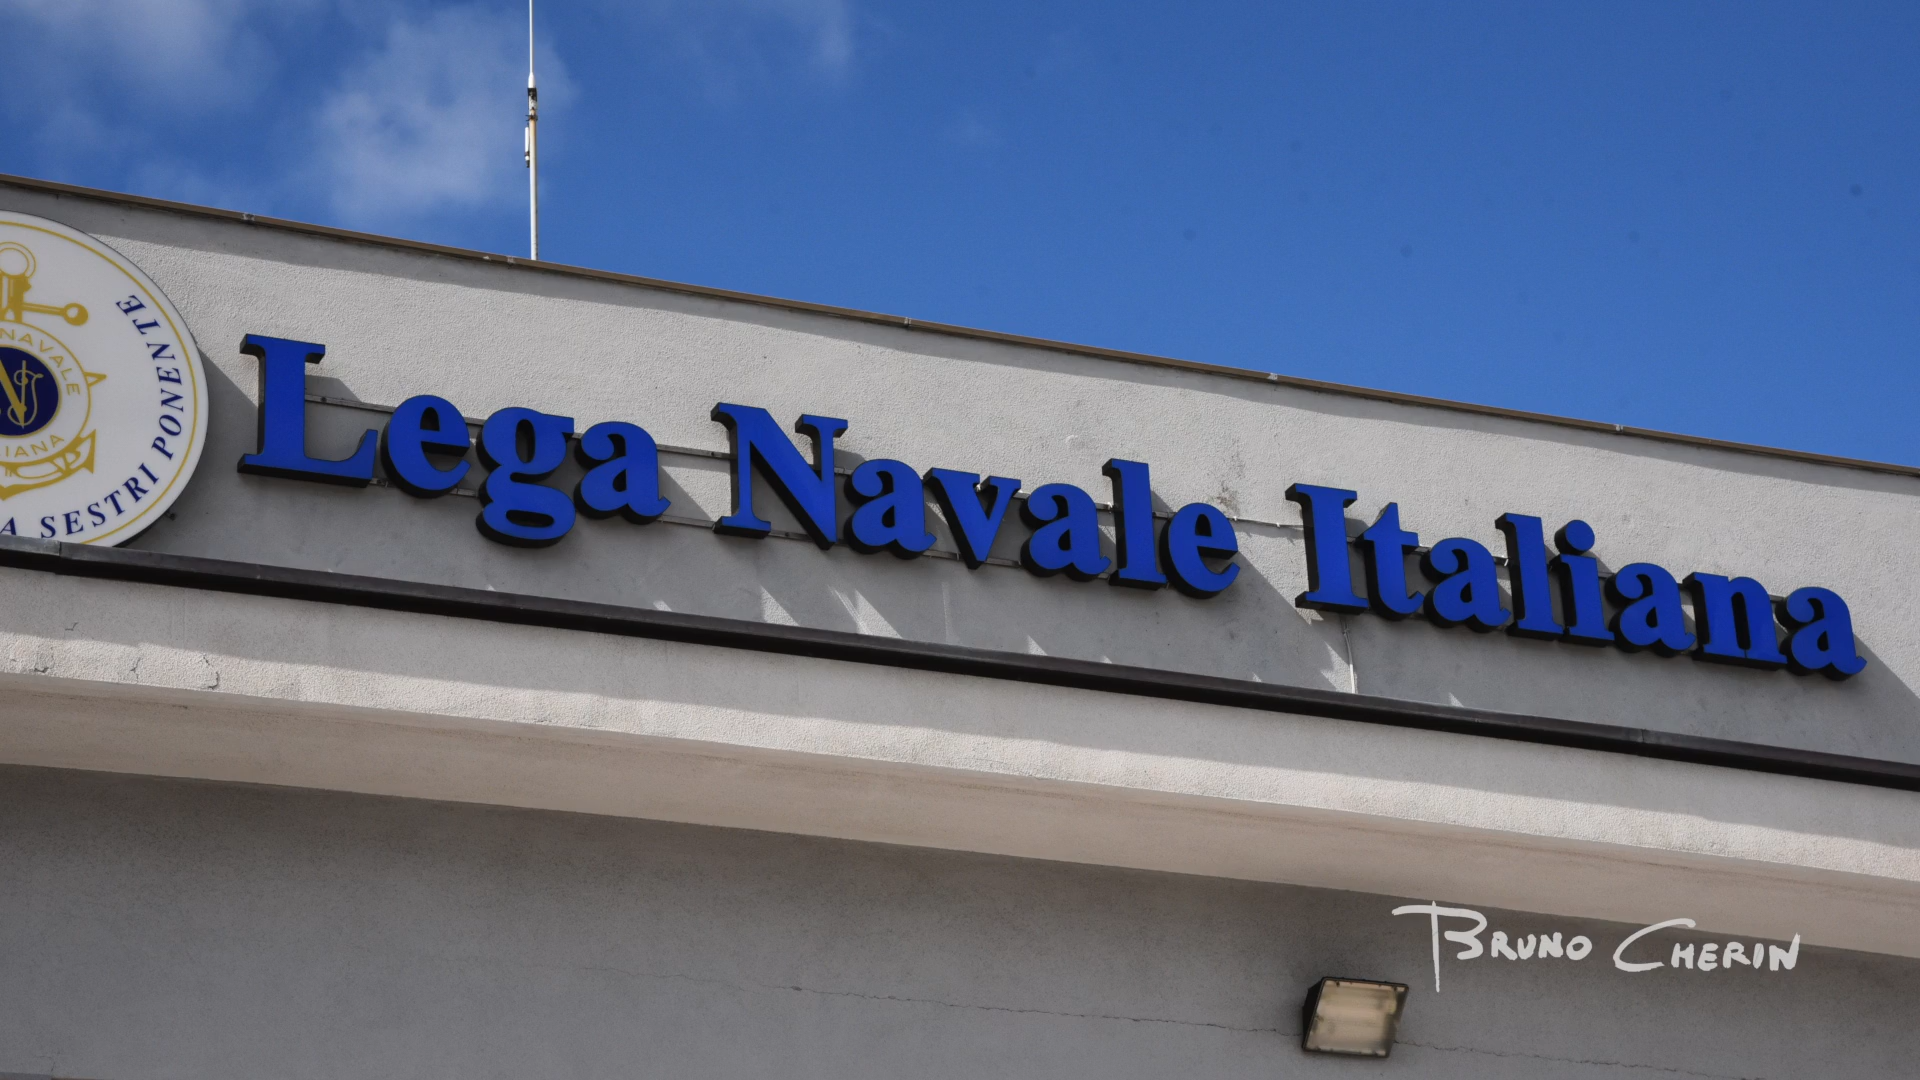 Lega Navale Italiana
NAVALE
IANA
A SESTRI PONENTE
BRUNO CHERIN